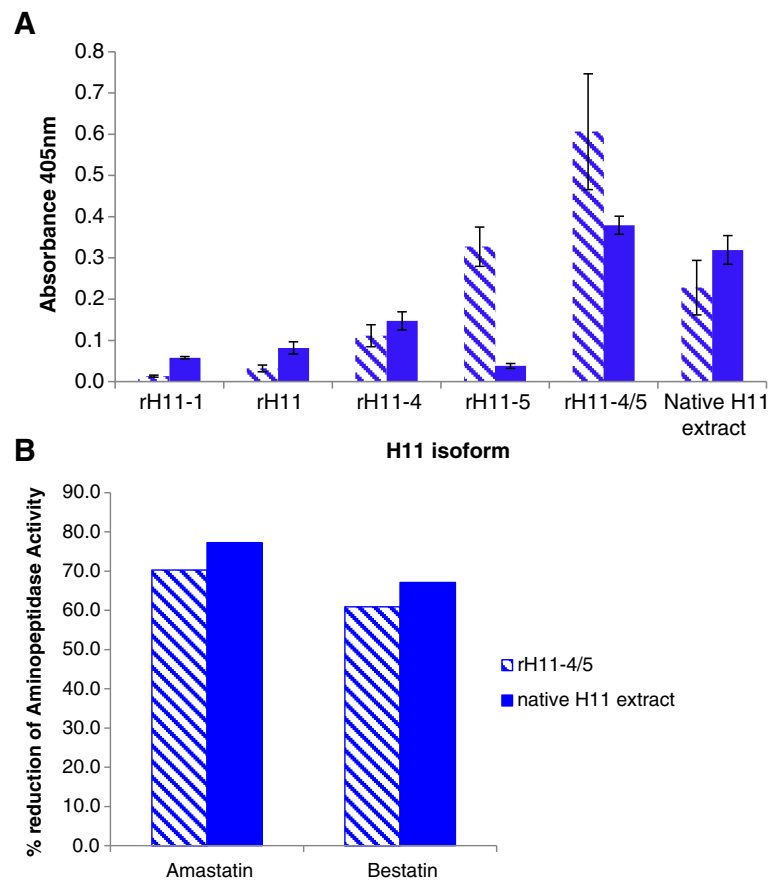 A
0.8
0.7
0.6
0.5
0.4
0.3
0.2
0.1
0.0
Absorbance 405nm
rH11-1 rH11 rH11-4 rH11-5 rH11-4/5 Native H11
extract
H11 isoform
B
90.0
80.0
70.0
60.0
50.0
40.0
30.0
20.0
10.0
0.0
% reduction of Aminopeptidase Activity
rH11-4/5
native H11 extract
Amastatin Bestatin